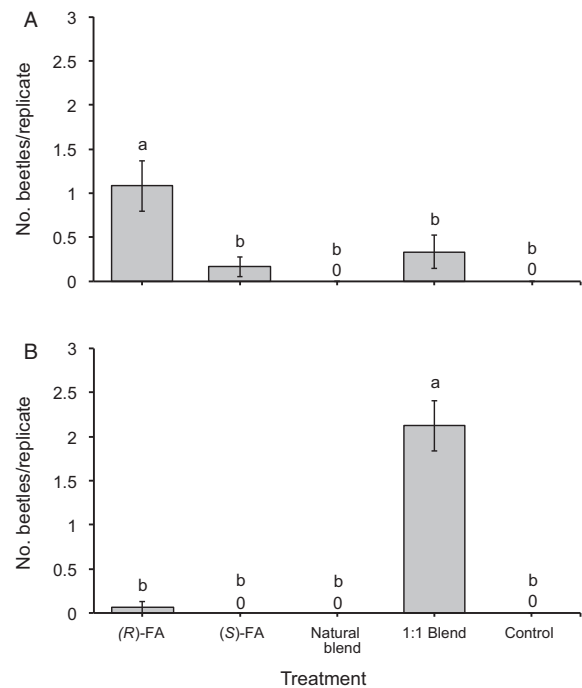 A
3
2.5
2
1.5
1
0.5
0
No. beetles/replicate
a
b
b
0
b
b
0
B
3
2.5
2
1.5
1
0.5
0
No. beetles/replicate
b
b
0
b
0
a
b
0
(R)-FA
(S)-FA
Natural
blend
1:1 Blend
Control
Treatment